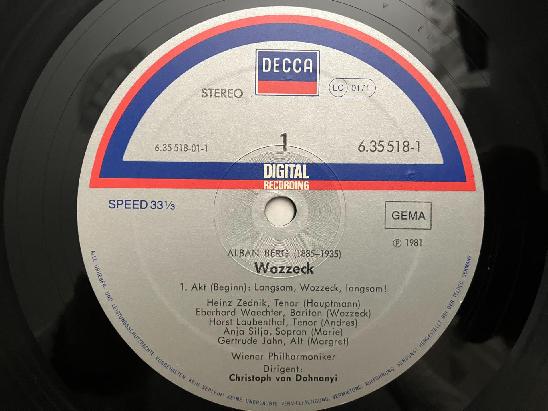 DECCA
STEREO
LC 0171
1
6.35518-01-1
6.35518-1
DIGITAL
RECORDING
SPEED 33⅓
GEMA
ALBAN BERG (1885–1935)
Ⓟ 1981
Wozzeck
1. Akt (Beginn): Langsam, Wozzeck, langsam!
Heinz Zednik, Tenor (Hauptmann)
Eberhard Waechter, Bariton (Wozzeck)
Horst Laubenthal, Tenor (Andres)
Anja Silja, Sopran (Marie)
Gertrude Jahn, Alt (Margret)
Wiener Philharmoniker
Dirigent:
Christoph von Dohnanyi